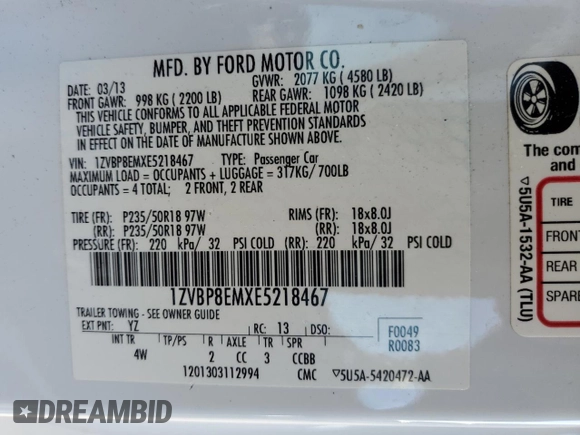 MFD. BY FORD MOTOR CO.
DATE: 03/13 GVWR: 2077 KG ( 4580 LB)
FRONT GAWR: 998 KG ( 2200 LB) REAR GAWR: 1098 KG ( 2420 LB)
THIS VEHICLE CONFORMS TO ALL APPLICABLE FEDERAL MOTOR
VEHICLE SAFETY, BUMPER, AND THEFT PREVENTION STANDARDS
IN EFFECT ON THE DATE OF MANUFACTURE SHOWN ABOVE.
VIN: 1ZVBP8EMXE5218467 TYPE: Passenger Car
MAXIMUM LOAD = OCCUPANTS + LUGGAGE = 317KG/ 700LB
OCCUPANTS = 4 TOTAL; 2 FRONT, 2 REAR
TIRE (FR): P235/50R18 97W RIMS (FR): 18x8.0J
(RR): P235/50R18 97W (RR): 18x8.0J
PRESSURE (FR): 220 kPa/ 32 PSI COLD (RR): 220 kPa/ 32 PSI COLD
1ZVBP8EMXE5218467
TRAILER TOWING - SEE OWNER GUIDE
EXT PNT: YZ RC: 13 DSO: F0049
INT TR TP/PS R AXLE TR SPR R0083
4W 2 CC 3 CCBB
1201303112994 CMC ▽5U5A-5420472-AA
The com
and
TIRE
FRON
REAR
SPARE
▽5U5A-1532-AA (TLU)
DREAMBID